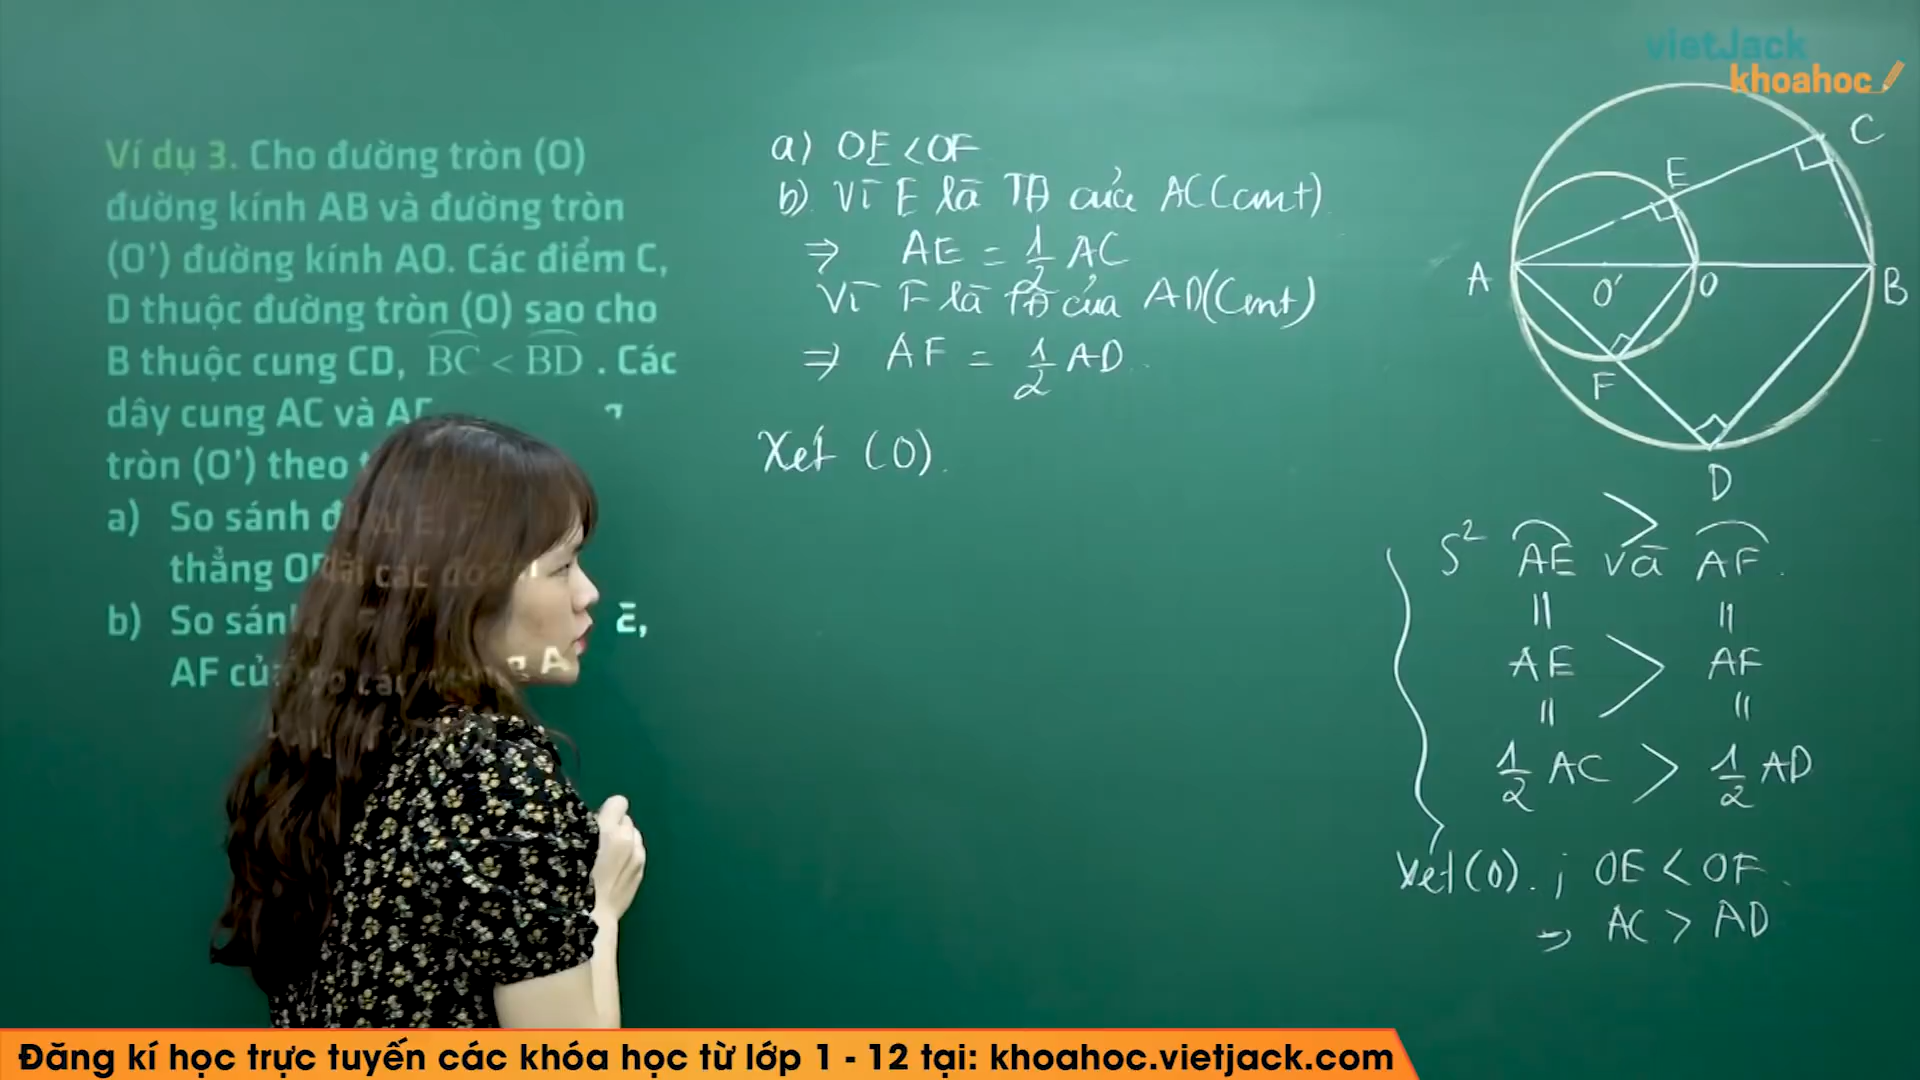 vietJack
khoahoc
Ví dụ 3. Cho đường tròn (O)
đường kính AB và đường tròn
(O’) đường kính AO. Các điểm C,
D thuộc đường tròn (O) sao cho
B thuộc cung CD, BC < BD . Các
dây cung AC và
tròn (O’) theo
a) So sánh
thẳng
b) So sánh E,
AF
a) OE < OF
b) Vì E là TĐ của AC (cmt)
⇒ AE = 1/2 AC
Vì F là TĐ của AD (cmt)
⇒ AF = 1/2 AD
Xét (O).
C
E
A O' O B
F
D
S² AE và > AF.
= =
AE > AF
= =
1/2 AC > 1/2 AD
Xét (O). ; OE < OF.
⇒ AC > AD
Đăng kí học trực tuyến các khóa học từ lớp 1 - 12 tại: khoahoc.vietjack.com